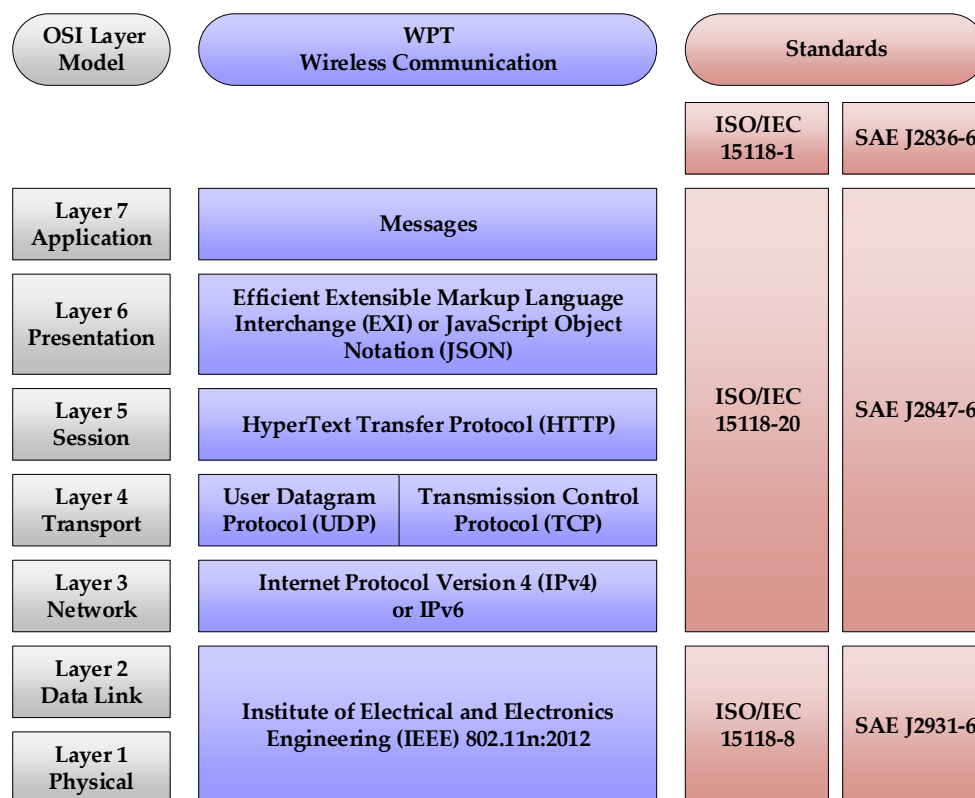 OSI Layer
Model
WPT
Wireless Communication
Standards
ISO/IEC
15118-1
SAE J2836-6
Layer 7
Application
Messages
Layer 6
Presentation
Efficient Extensible Markup Language
Interchange (EXI) or JavaScript Object
Notation (JSON)
Layer 5
Session
HyperText Transfer Protocol (HTTP)
ISO/IEC
15118-20
SAE J2847-6
Layer 4
Transport
User Datagram
Protocol (UDP)
Transmission Control
Protocol (TCP)
Layer 3
Network
Internet Protocol Version 4 (IPv4)
or IPv6
Layer 2
Data Link
Institute of Electrical and Electronics
Engineering (IEEE) 802.11n:2012
ISO/IEC
15118-8
SAE J2931-6
Layer 1
Physical